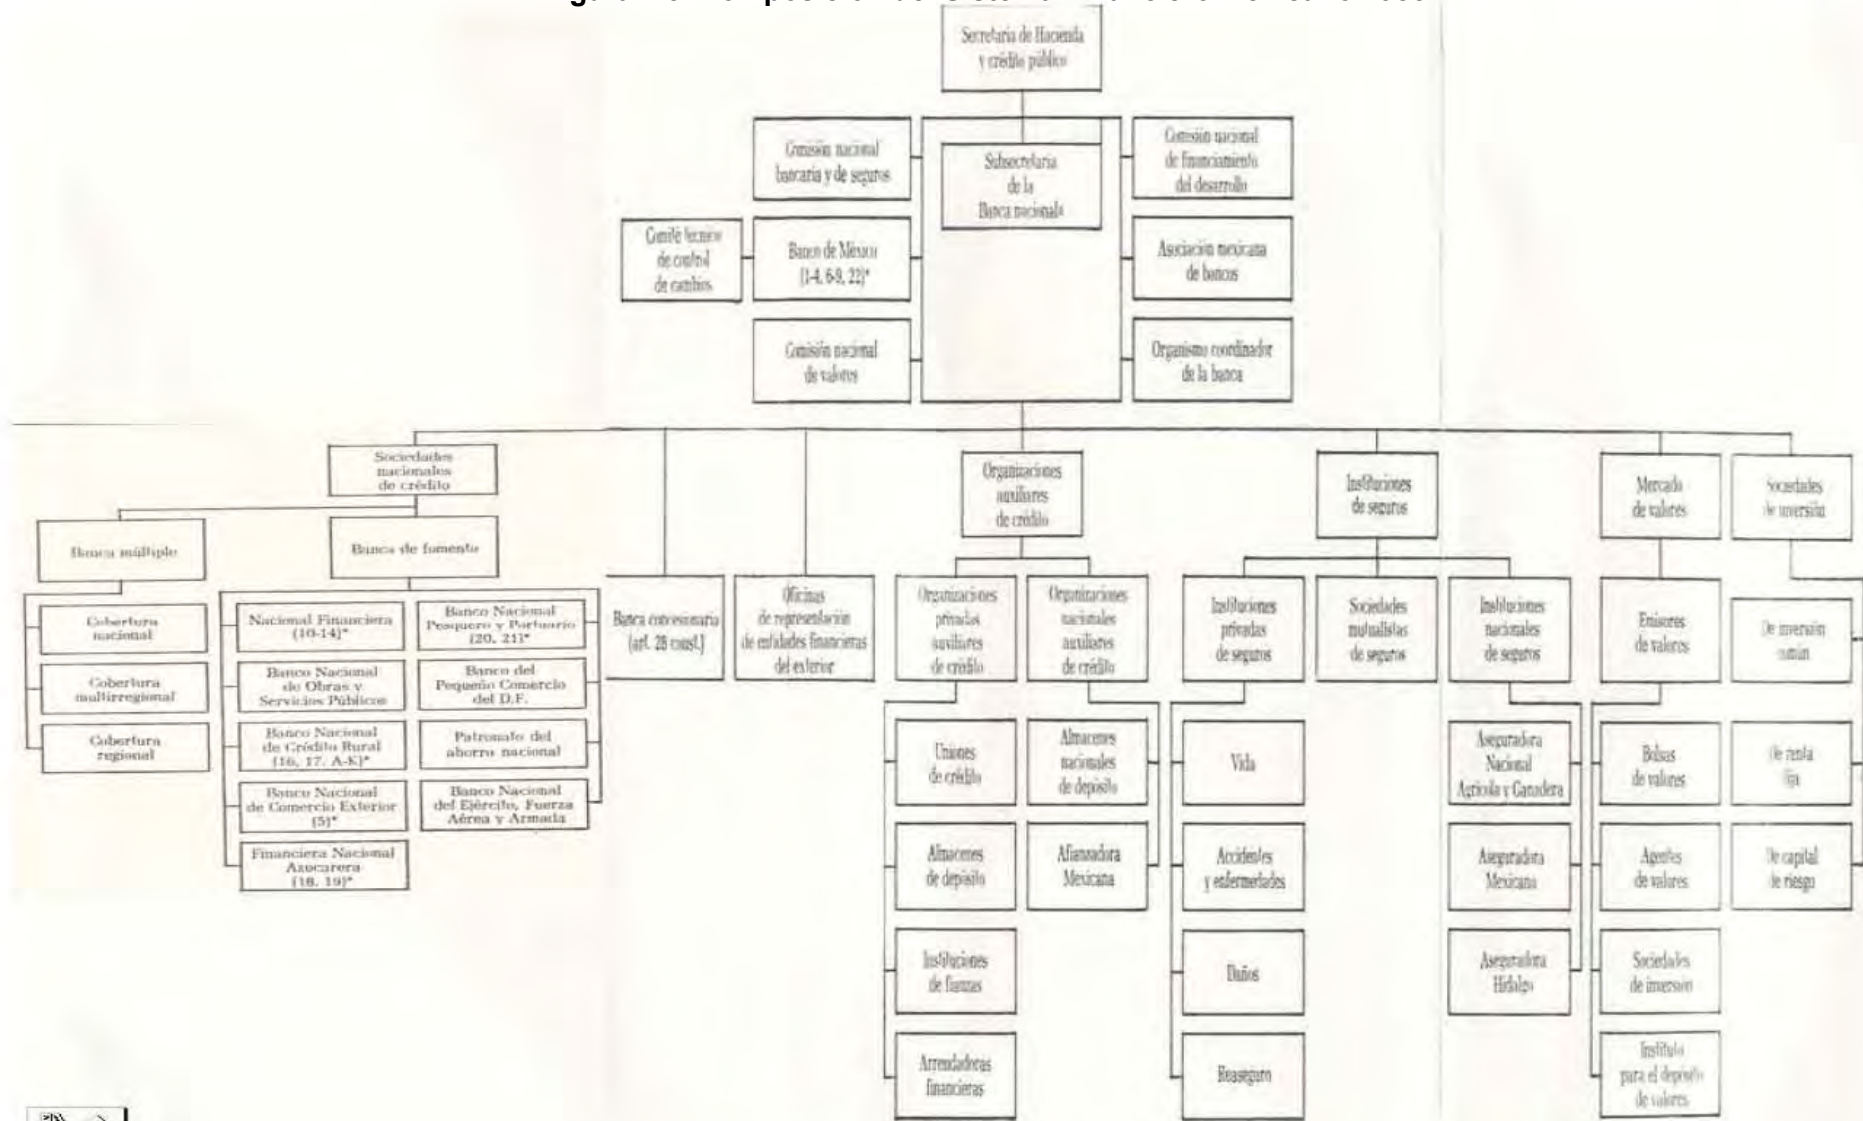 Secretaría de Hacienda
y crédito público
Comisión nacional
bancaria y de seguros
Subsecretaría
de la
Banca nacional
Comisión nacional
de financiamiento
del desarrollo
Comité técnico
de control
de cambios
Banco de México
(1-4, 6-9, 22)*
Asociación mexicana
de bancos
Comisión nacional
de valores
Organismo coordinador
de la banca
Sociedades
nacionales
de crédito
Organizaciones
auxiliares
de crédito
Instituciones
de seguros
Mercado
de valores
Sociedades
de inversión
Banca múltiple
Banca de fomento
Cobertura
nacional
Cobertura
multirregional
Cobertura
regional
Nacional Financiera
(10-14)*
Banco Nacional
de Obras y
Servicios Públicos
Banco Nacional
de Crédito Rural
(16, 17. A-K)*
Banco Nacional
de Comercio Exterior
(5)*
Financiera Nacional
Azucarera
(18, 19)*
Banco Nacional
Pesquero y Portuario
(20, 21)*
Banco del
Pequeño Comercio
del D.F.
Patronato del
ahorro nacional
Banco Nacional
del Ejército, Fuerza
Aérea y Armada
Banca concesionaria
(art. 28 const.)
Oficinas
de representación
de entidades financieras
del exterior
Organizaciones
privadas
auxiliares
de crédito
Organizaciones
nacionales
auxiliares
de crédito
Instituciones
privadas
de seguros
Sociedades
mutualistas
de seguros
Instituciones
nacionales
de seguros
Emisores
de valores
De inversión
común
Uniones
de crédito
Almacenes
de depósito
Instituciones
de fianzas
Arrendadoras
financieras
Almacenes
nacionales
de depósito
Afianzadora
Mexicana
Vida
Accidentes
y enfermedades
Daños
Reaseguro
Aseguradora
Nacional
Agrícola y Ganadera
Aseguradora
Mexicana
Aseguradora
Hidalgo
Bolsas
de valores
Agentes
de valores
Sociedades
de inversión
Instituto
para el depósito
de valores
De renta
fija
De capital
de riesgo